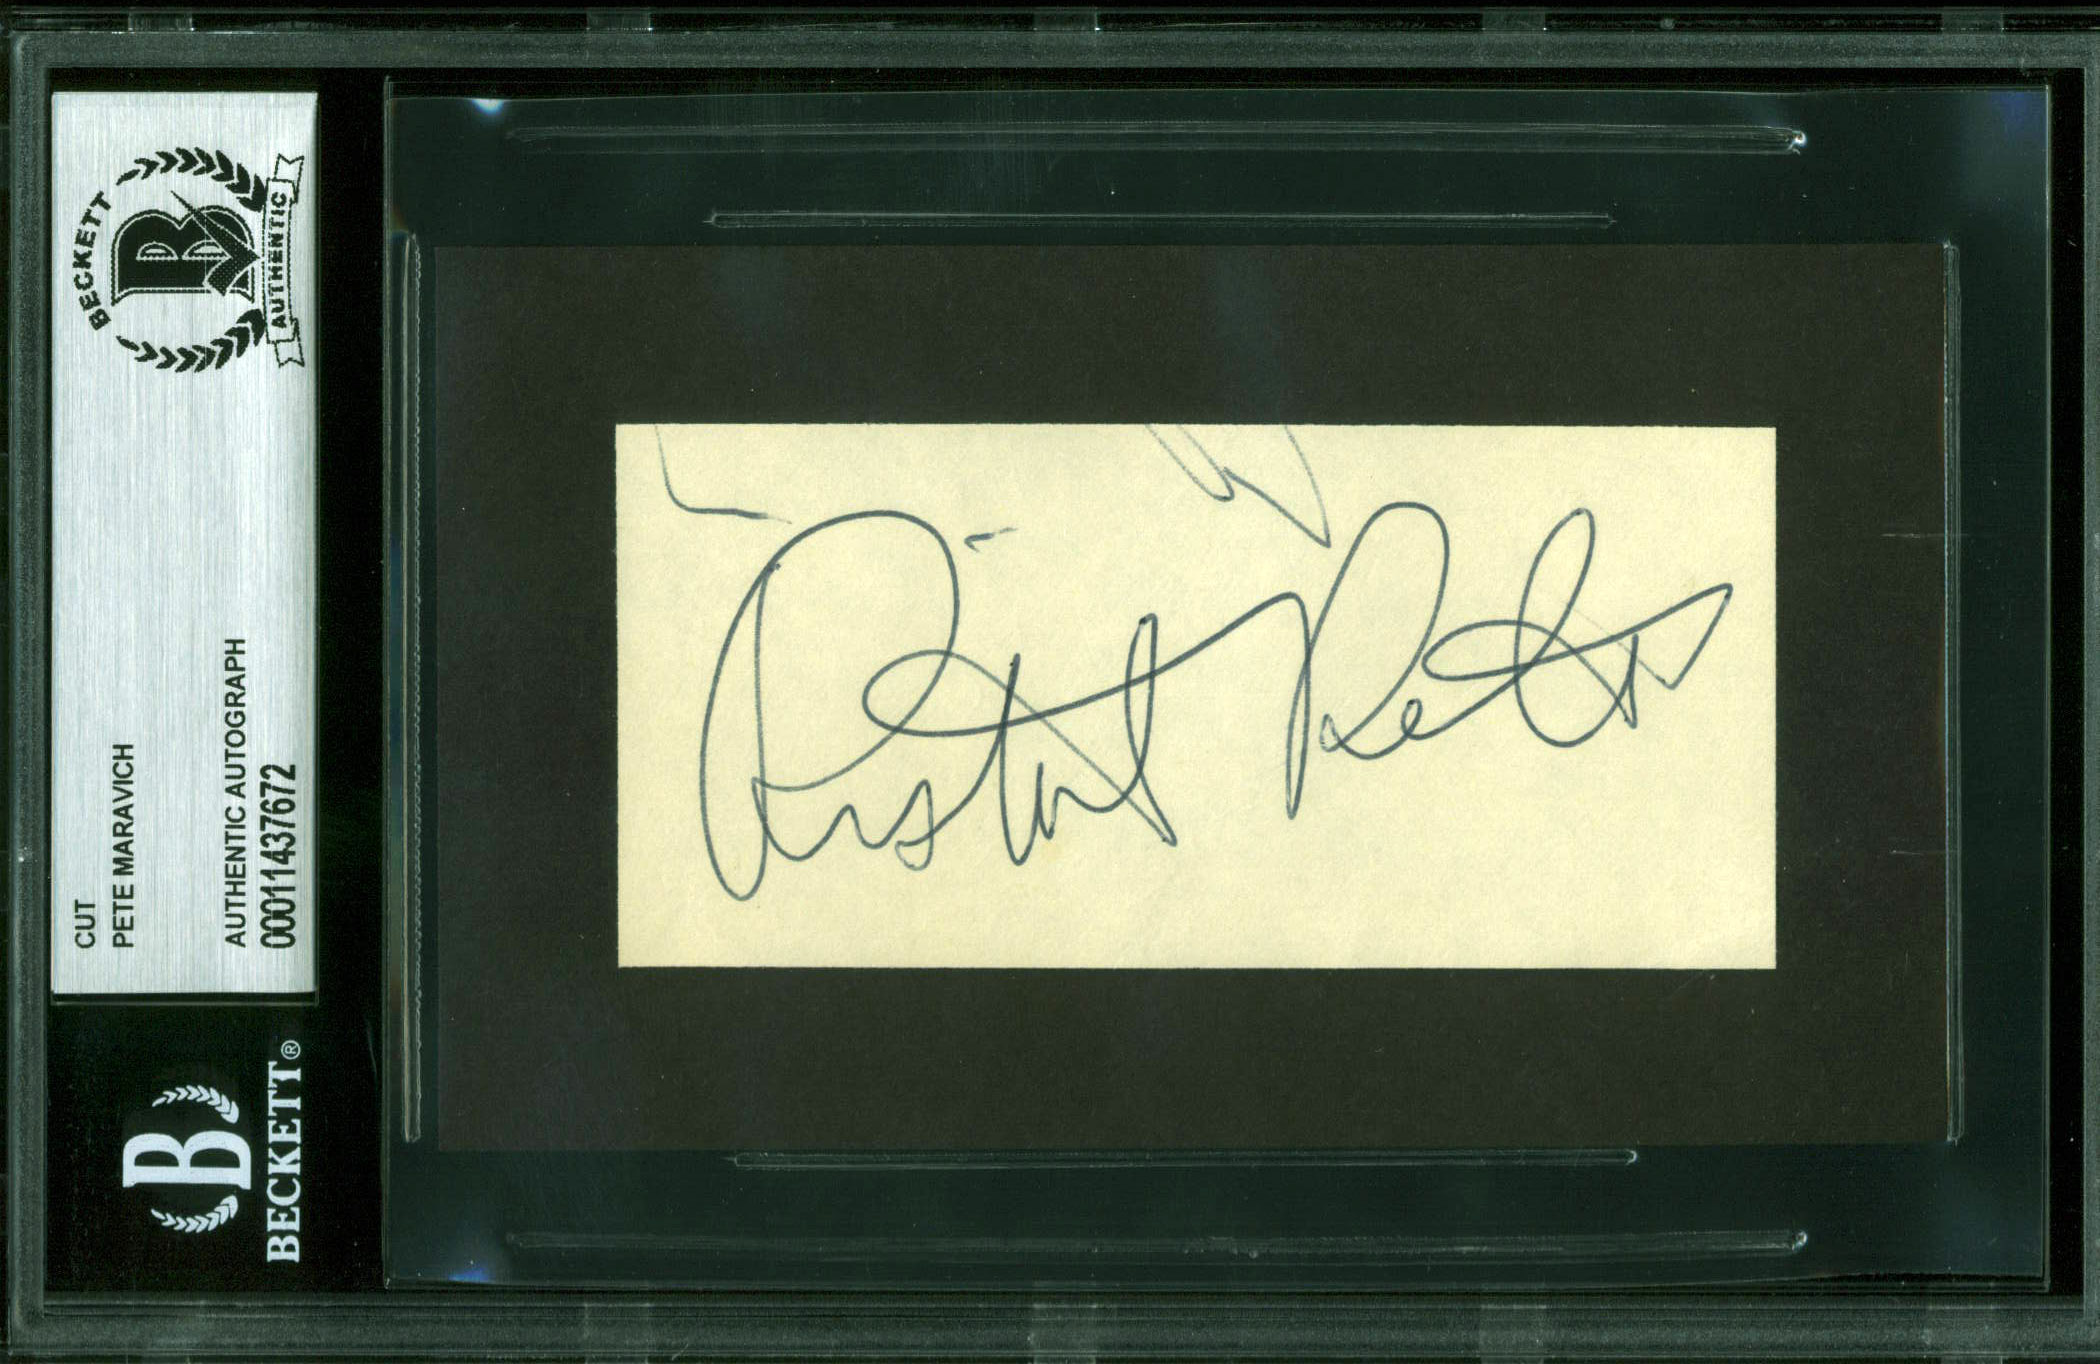 BECKETT
B
AUTHENTIC
CUT
PETE MARAVICH
AUTHENTIC AUTOGRAPH
00011437672
B
BECKETT®
Pistol Pete